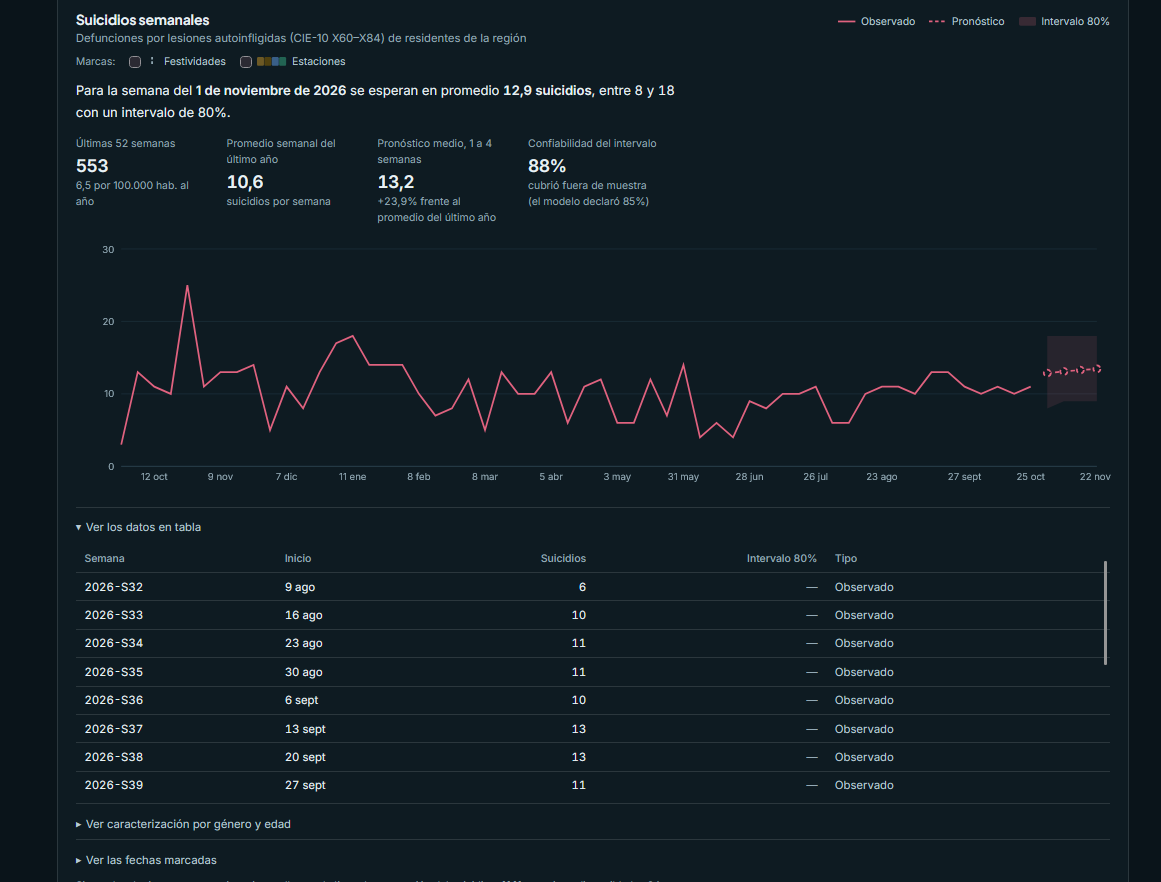 Suicidios semanales
Observado Pronóstico Intervalo 80%
Defunciones por lesiones autoinfligidas (CIE-10 X60–X84) de residentes de la región
Marcas: Festividades Estaciones
Para la semana del 1 de noviembre de 2026 se esperan en promedio 12,9 suicidios, entre 8 y 18
con un intervalo de 80%.
Últimas 52 semanas
553
6,5 por 100.000 hab. al
año
Promedio semanal del
último año
10,6
suicidios por semana
Pronóstico medio, 1 a 4
semanas
13,2
+23,9% frente al
promedio del último año
Confiabilidad del intervalo
88%
cubrió fuera de muestra
(el modelo declaró 85%)
30
20
10
0
12 oct 9 nov 7 dic 11 ene 8 feb 8 mar 5 abr 3 may 31 may 28 jun 26 jul 23 ago 27 sept 25 oct 22 nov
▾ Ver los datos en tabla
Semana Inicio Suicidios Intervalo 80% Tipo
2026-S32 9 ago 6 — Observado
2026-S33 16 ago 10 — Observado
2026-S34 23 ago 11 — Observado
2026-S35 30 ago 11 — Observado
2026-S36 6 sept 10 — Observado
2026-S37 13 sept 13 — Observado
2026-S38 20 sept 13 — Observado
2026-S39 27 sept 11 — Observado
▸ Ver caracterización por género y edad
▸ Ver las fechas marcadas